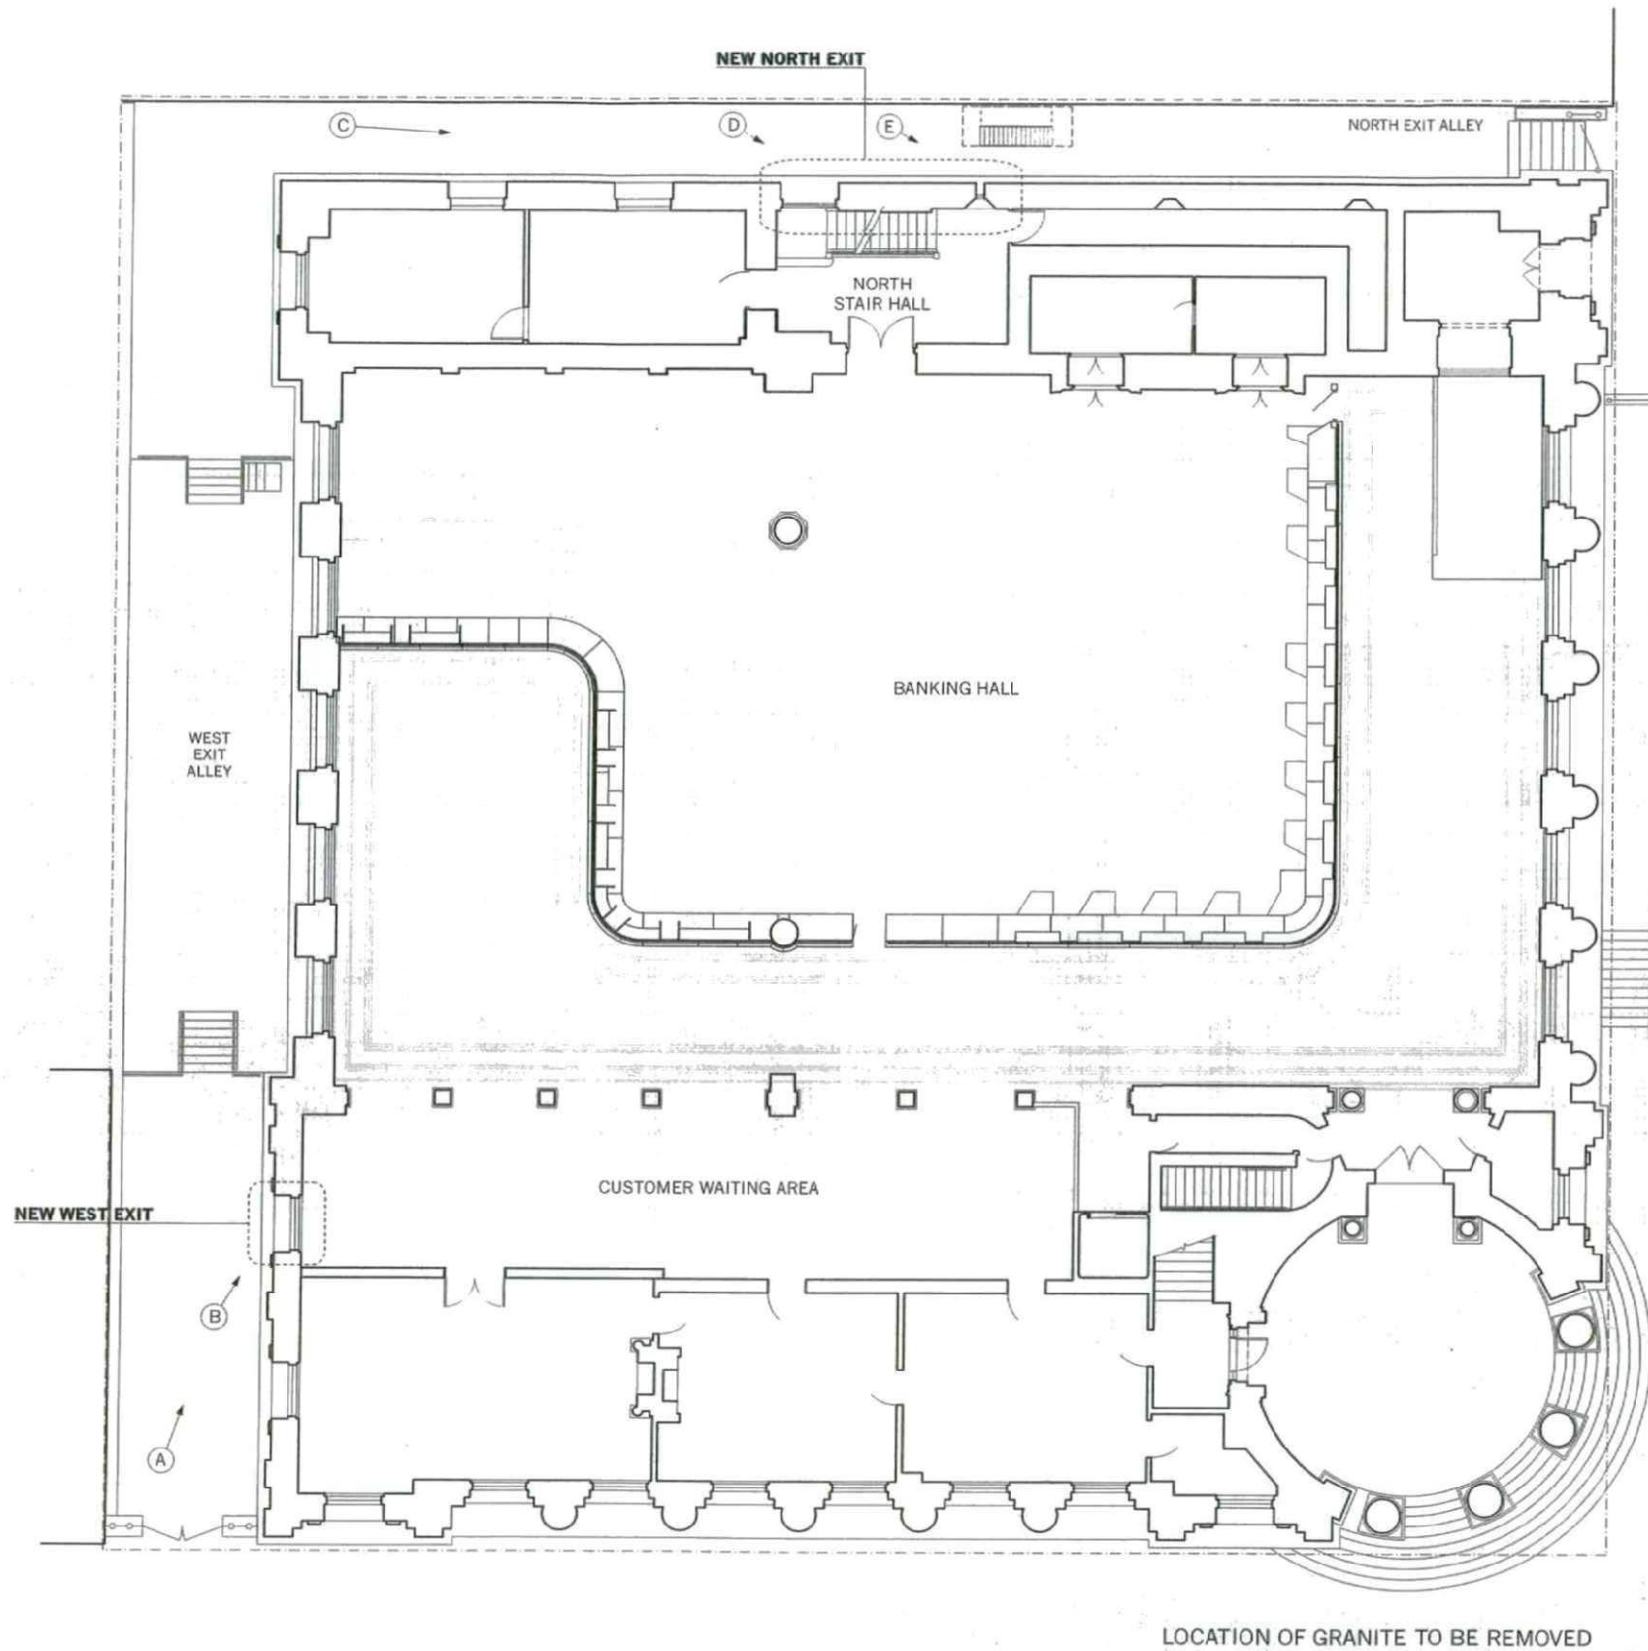 NEW NORTH EXIT
C
D
E
NORTH EXIT ALLEY
NORTH
STAIR HALL
BANKING HALL
WEST
EXIT
ALLEY
CUSTOMER WAITING AREA
NEW WEST EXIT
B
A
LOCATION OF GRANITE TO BE REMOVED